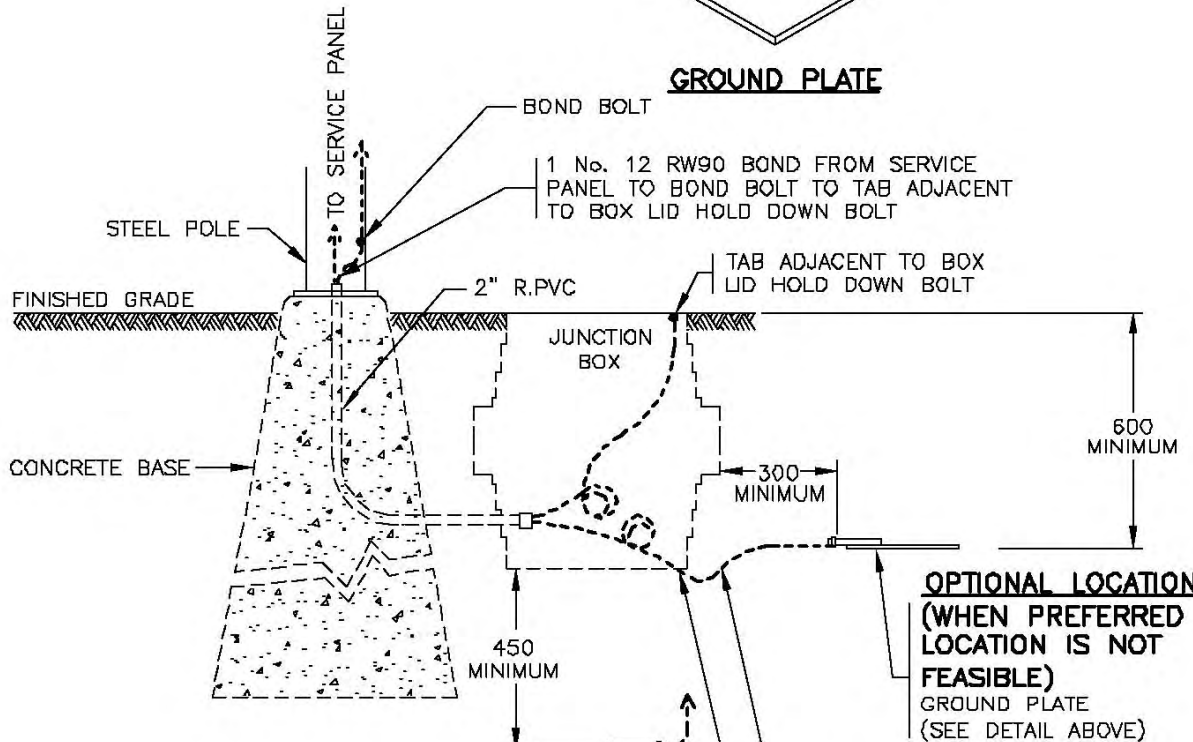 GROUND PLATE
TO SERVICE PANEL
BOND BOLT
1 No. 12 RW90 BOND FROM SERVICE
PANEL TO BOND BOLT TO TAB ADJACENT
TO BOX LID HOLD DOWN BOLT
STEEL POLE
TAB ADJACENT TO BOX
LID HOLD DOWN BOLT
2" R.PVC
FINISHED GRADE
JUNCTION
BOX
600
MINIMUM
CONCRETE BASE
300
MINIMUM
OPTIONAL LOCATION
(WHEN PREFERRED
LOCATION IS NOT
FEASIBLE)
GROUND PLATE
(SEE DETAIL ABOVE)
450
MINIMUM